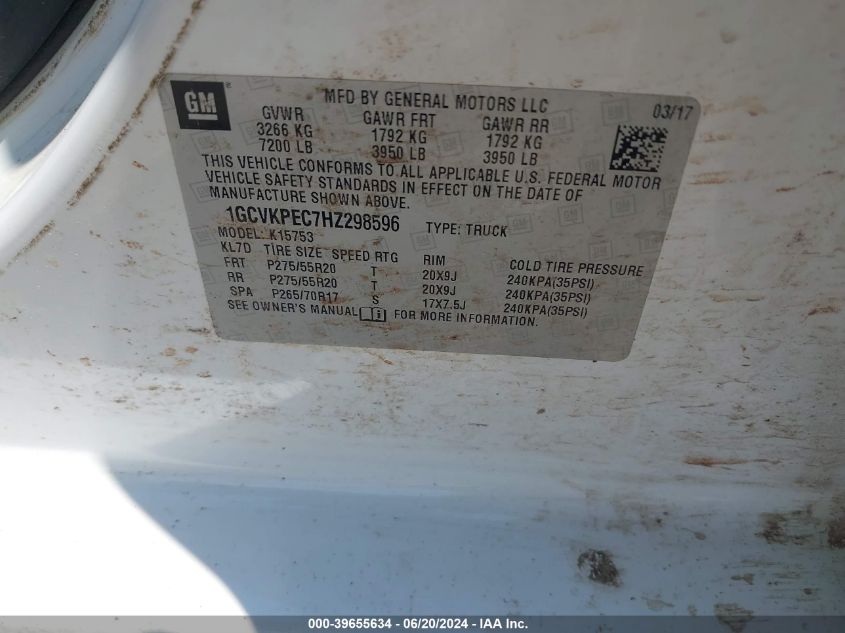 GM
MFD BY GENERAL MOTORS LLC
03/17
GVWR GAWR FRT GAWR RR
3266 KG 1792 KG 1792 KG
7200 LB 3950 LB 3950 LB
THIS VEHICLE CONFORMS TO ALL APPLICABLE U.S. FEDERAL MOTOR
VEHICLE SAFETY STANDARDS IN EFFECT ON THE DATE OF
MANUFACTURE SHOWN ABOVE.
1GCVKPEC7HZ298596 TYPE: TRUCK
MODEL: K15753
KL7D TIRE SIZE SPEED RTG RIM COLD TIRE PRESSURE
FRT P275/55R20 T 20X9J 240KPA(35PSI)
RR P275/55R20 T 20X9J 240KPA(35PSI)
SPA P265/70R17 S 17X7.5J 240KPA(35PSI)
SEE OWNER'S MANUAL FOR MORE INFORMATION.
000-39655634 / 06/20/2024 - IAA Inc.